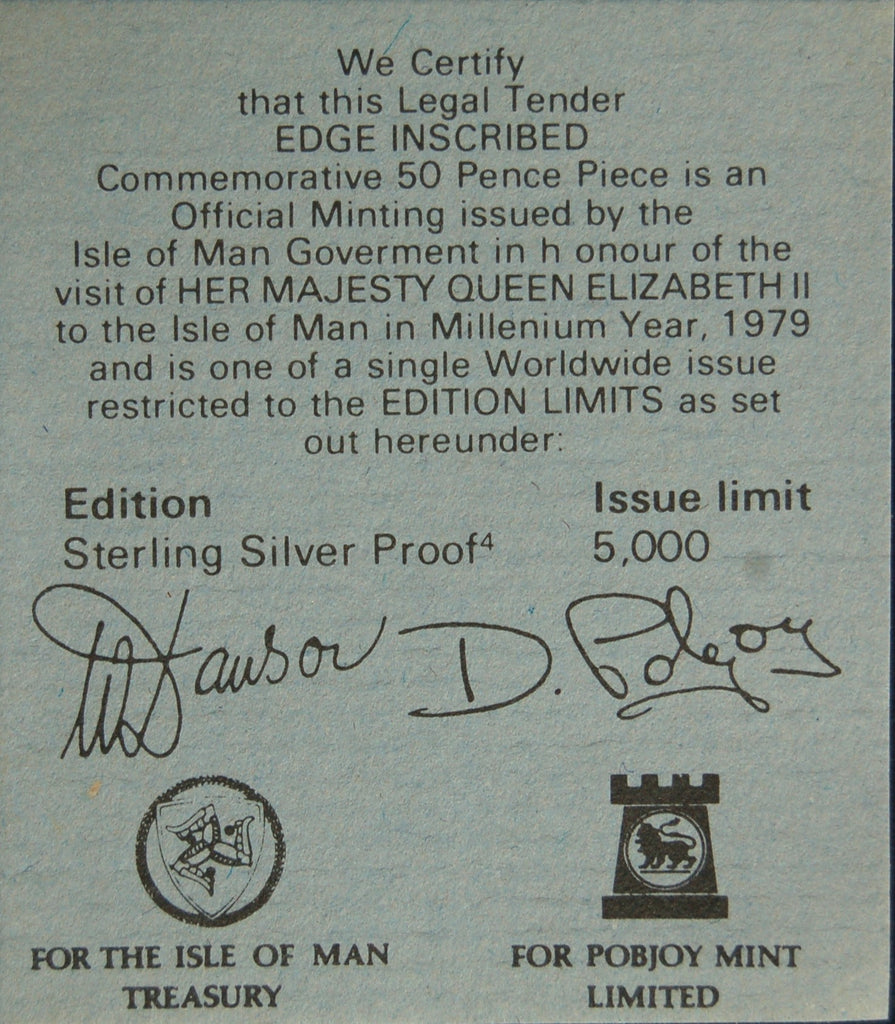 We Certify
that this Legal Tender
EDGE INSCRIBED
Commemorative 50 Pence Piece is an
Official Minting issued by the
Isle of Man Goverment in h onour of the
visit of HER MAJESTY QUEEN ELIZABETH II
to the Isle of Man in Millenium Year, 1979
and is one of a single Worldwide issue
restricted to the EDITION LIMITS as set
out hereunder:
Edition Issue limit
Sterling Silver Proof⁴ 5,000
D. Pobjoy
FOR THE ISLE OF MAN FOR POBJOY MINT
TREASURY LIMITED